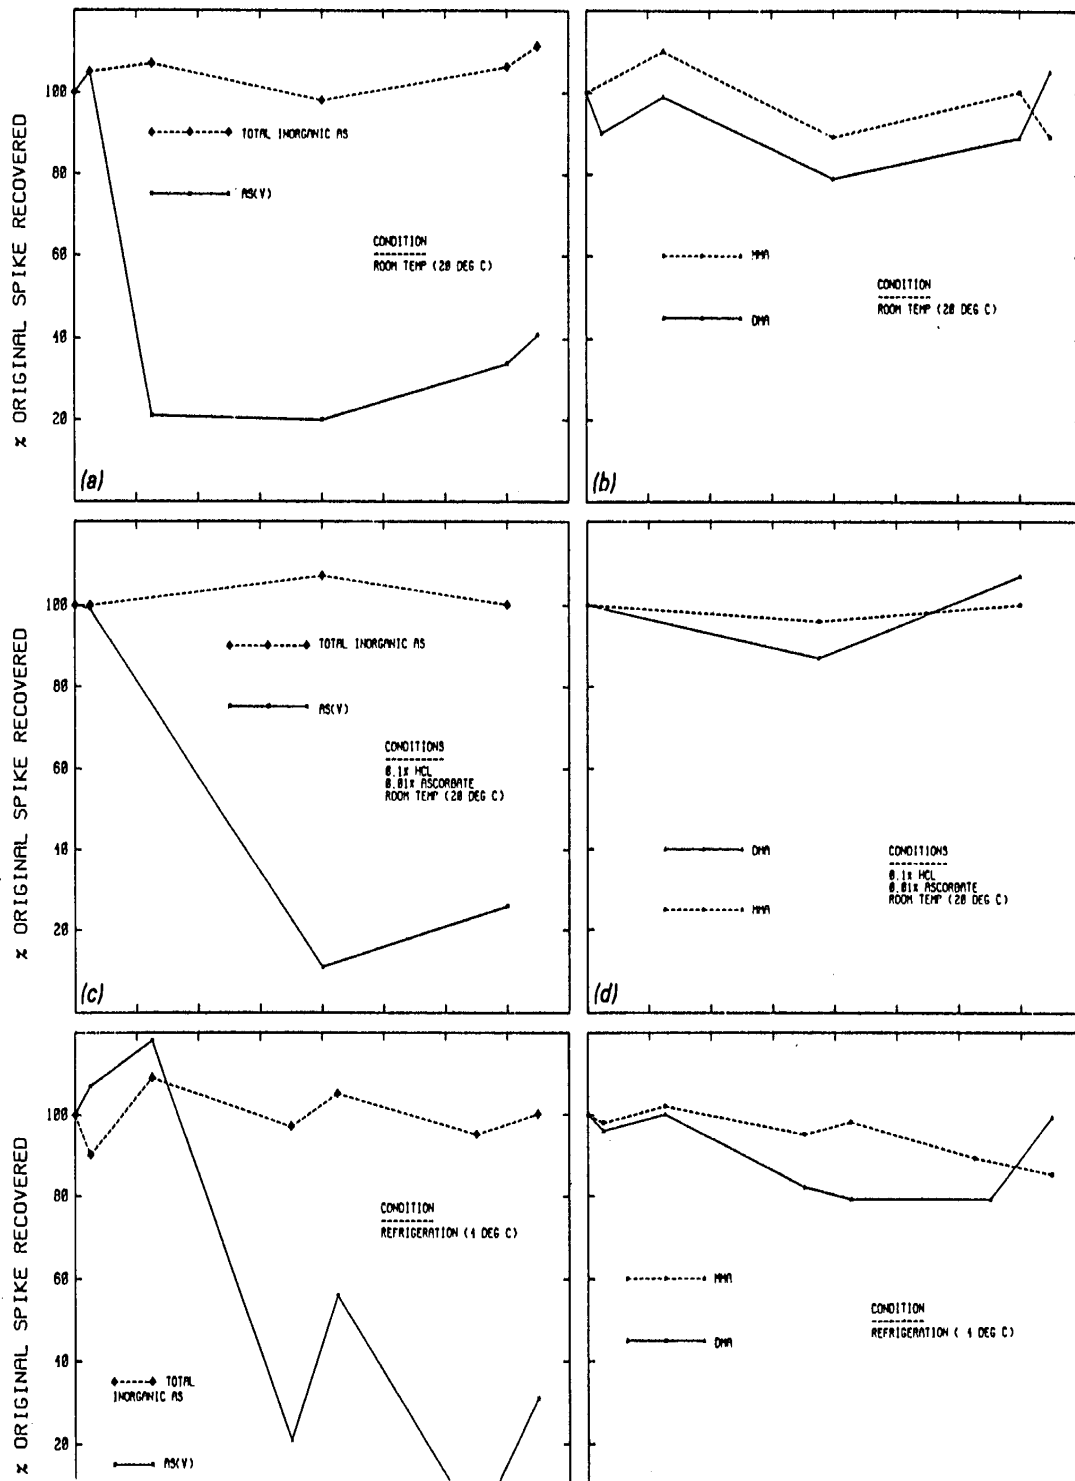 % ORIGINAL SPIKE RECOVERED
100
80
60
40
20
TOTAL INORGANIC AS
AS(V)
CONDITION
ROOM TEMP (20 DEG C)
(a)
MMA
DMA
CONDITION
ROOM TEMP (20 DEG C)
(b)
% ORIGINAL SPIKE RECOVERED
100
80
60
40
20
TOTAL INORGANIC AS
AS(V)
CONDITIONS
0.1% HCL
0.01% ASCORBATE
ROOM TEMP (20 DEG C)
(c)
DMA
MMA
CONDITIONS
0.1% HCL
0.01% ASCORBATE
ROOM TEMP (20 DEG C)
(d)
% ORIGINAL SPIKE RECOVERED
100
80
60
40
20
CONDITION
REFRIGERATION (4 DEG C)
TOTAL
INORGANIC AS
AS(V)
MMA
DMA
CONDITION
REFRIGERATION ( 4 DEG C)